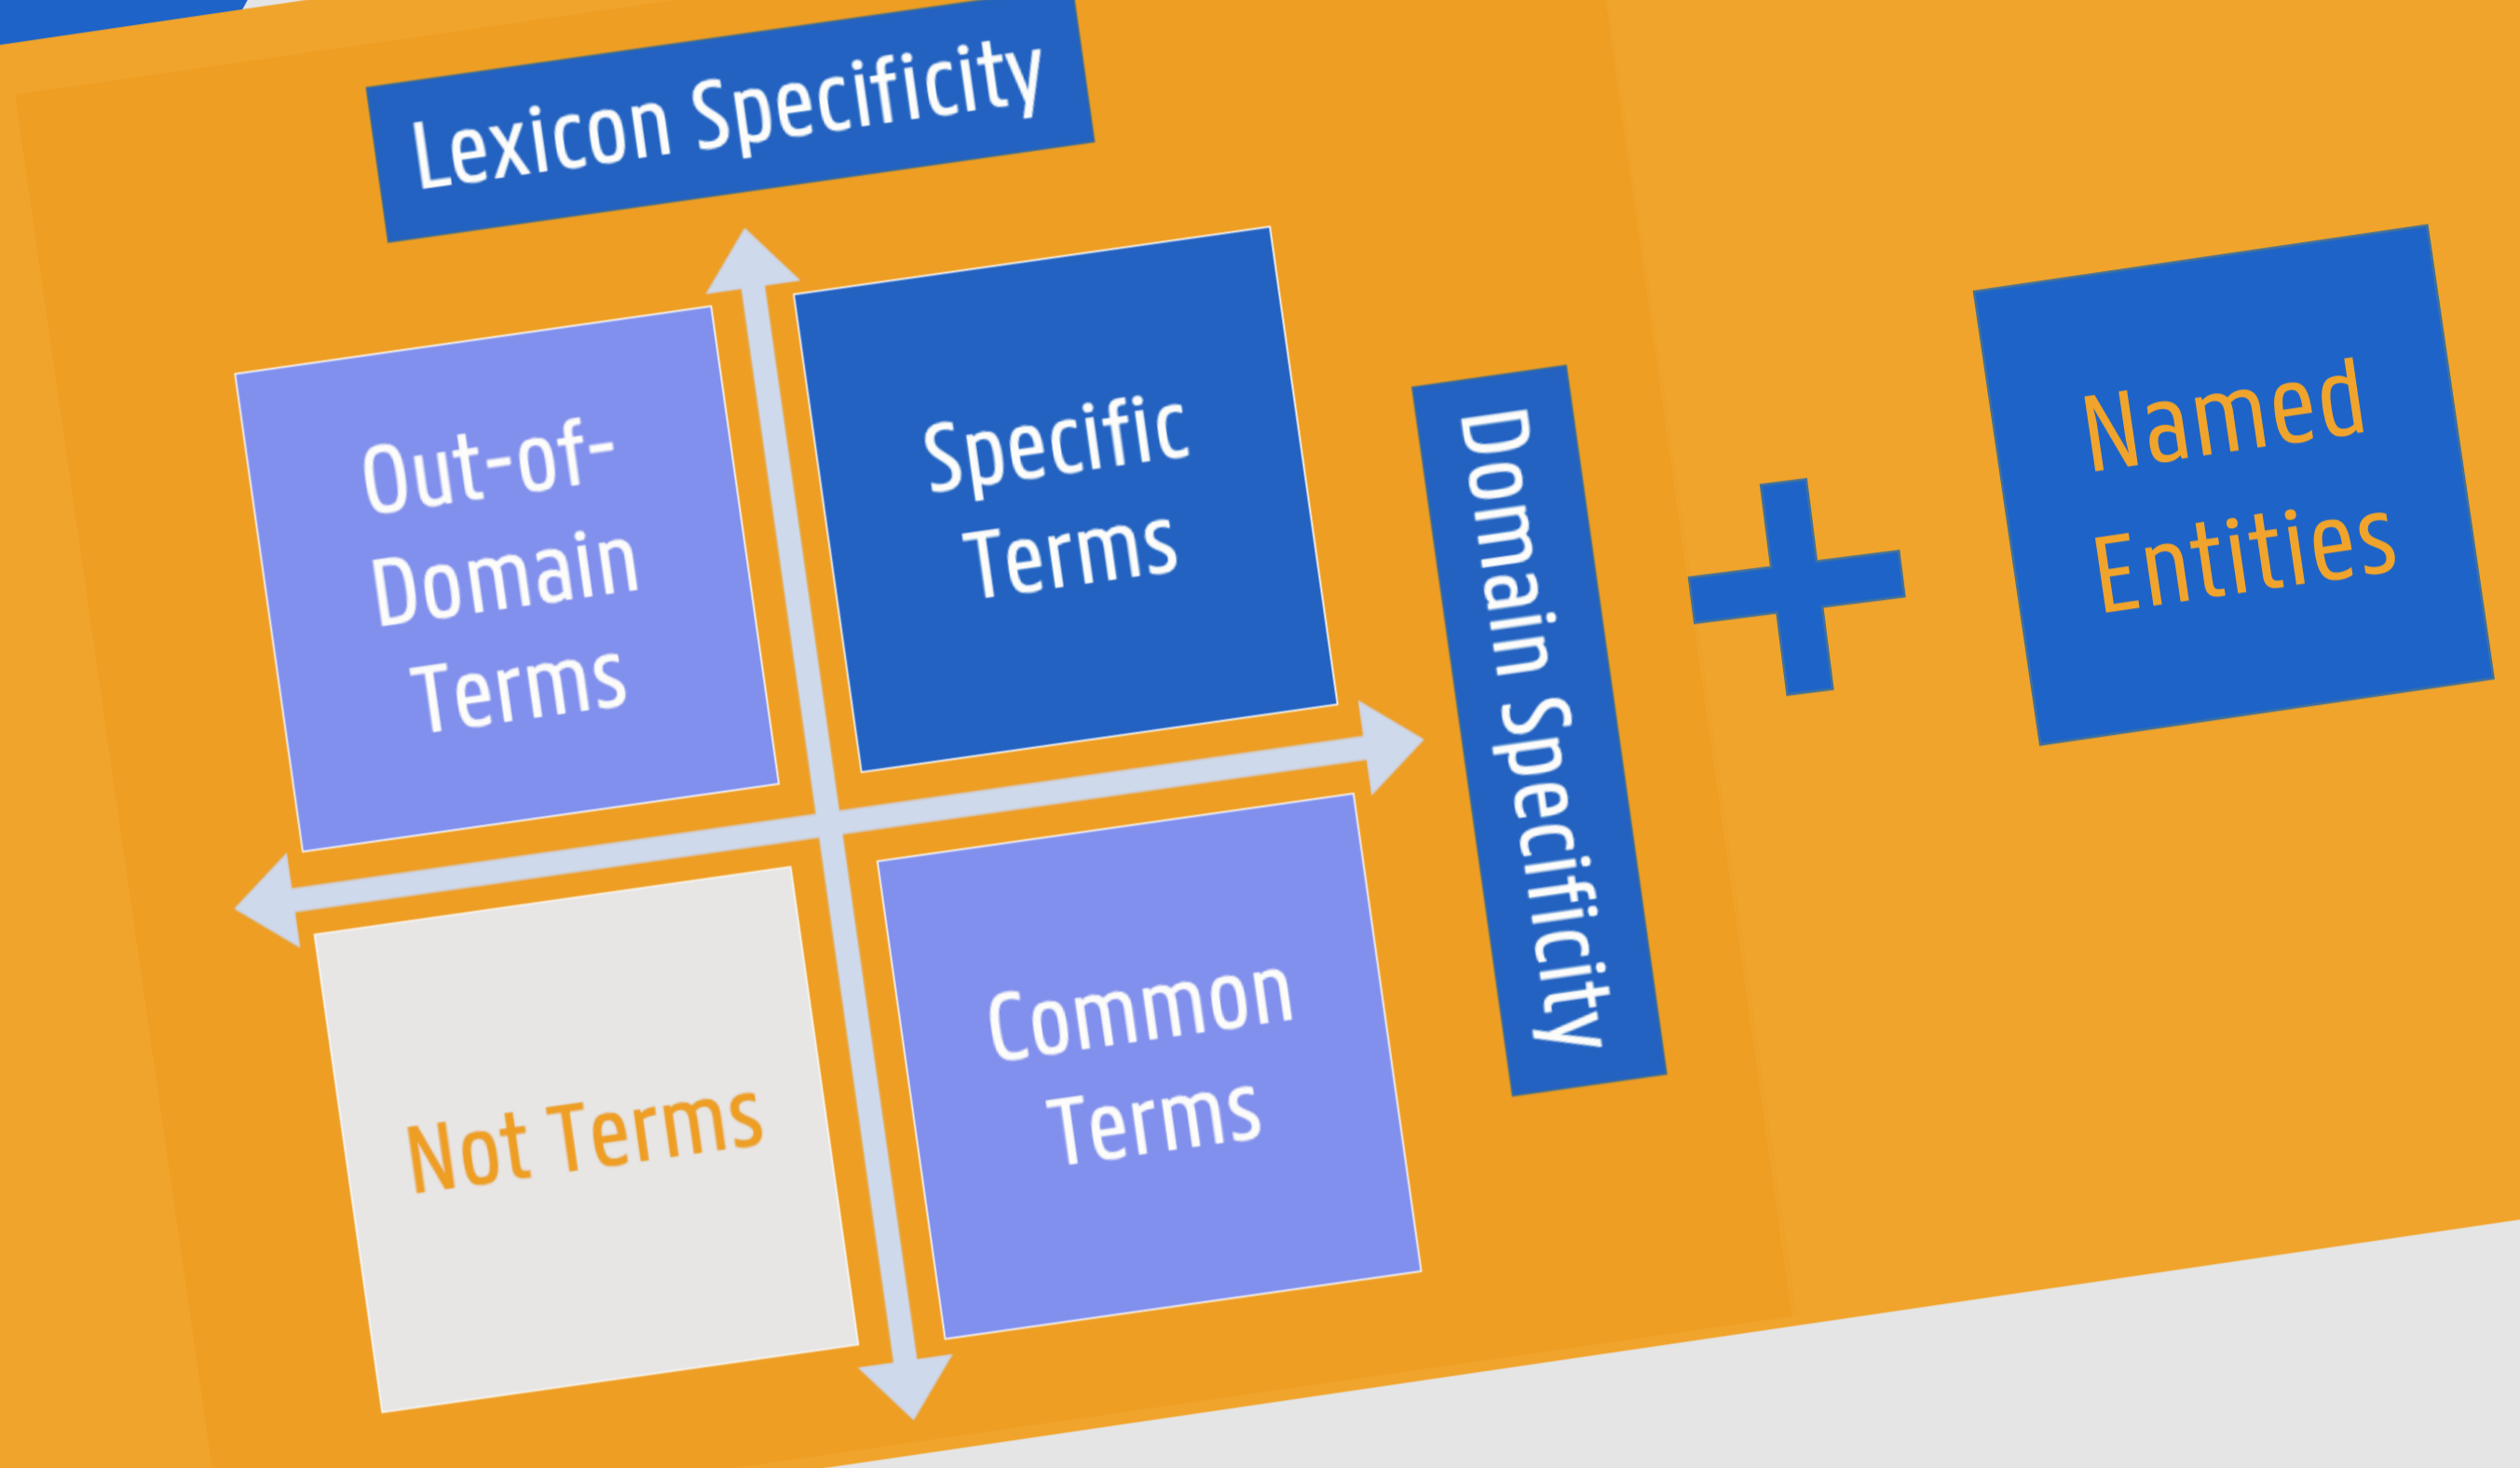 Lexicon Specificity
Out-of-
Domain
Terms
Specific
Terms
Not Terms
Common
Terms
Domain Specificity
Named
Entities